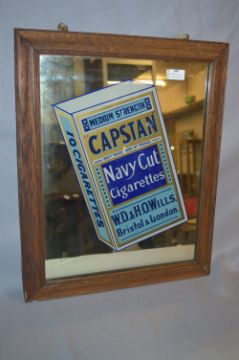 MEDIUM STRENGTH
"CAPSTAN"
Navy Cut
Cigarettes
W.D.& H.O.WILLS.
Bristol & London.
10 CIGARETTES